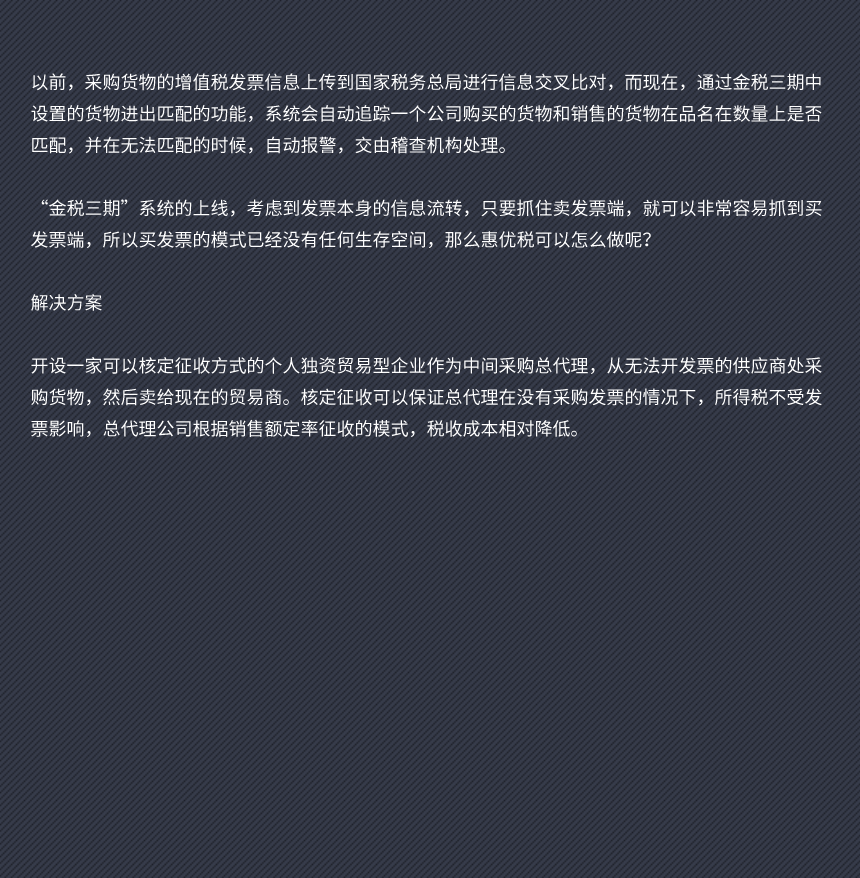 以前，采购货物的增值税发票信息上传到国家税务总局进行信息交叉比对，而现在，通过金税三期中
设置的货物进出匹配的功能，系统会自动追踪一个公司购买的货物和销售的货物在品名在数量上是否
匹配，并在无法匹配的时候，自动报警，交由稽查机构处理。
“金税三期”系统的上线，考虑到发票本身的信息流转，只要抓住卖发票端，就可以非常容易抓到买
发票端，所以买发票的模式已经没有任何生存空间，那么惠优税可以怎么做呢？
解决方案
开设一家可以核定征收方式的个人独资贸易型企业作为中间采购总代理，从无法开发票的供应商处采
购货物，然后卖给现在的贸易商。核定征收可以保证总代理在没有采购发票的情况下，所得税不受发
票影响，总代理公司根据销售额定率征收的模式，税收成本相对降低。